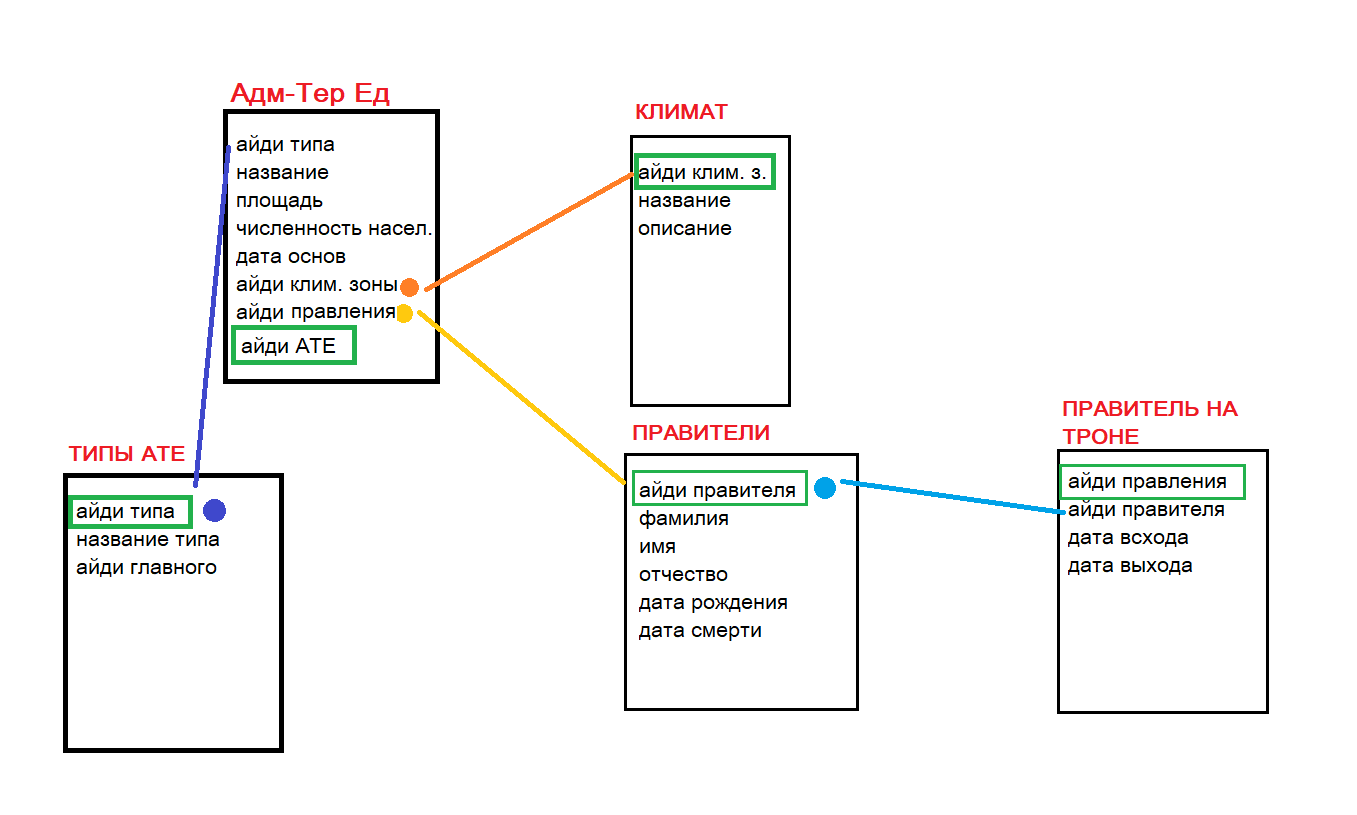 Адм-Тер Ед
айди типа
название
площадь
численность насел.
дата основ
айди клим. зоны
айди правления
айди АТЕ
КЛИМАТ
айди клим. з.
название
описание
ТИПЫ АТЕ
айди типа
название типа
айди главного
ПРАВИТЕЛИ
айди правителя
фамилия
имя
отчество
дата рождения
дата смерти
ПРАВИТЕЛЬ НА
ТРОНЕ
айди правления
айди правителя
дата всхода
дата выхода